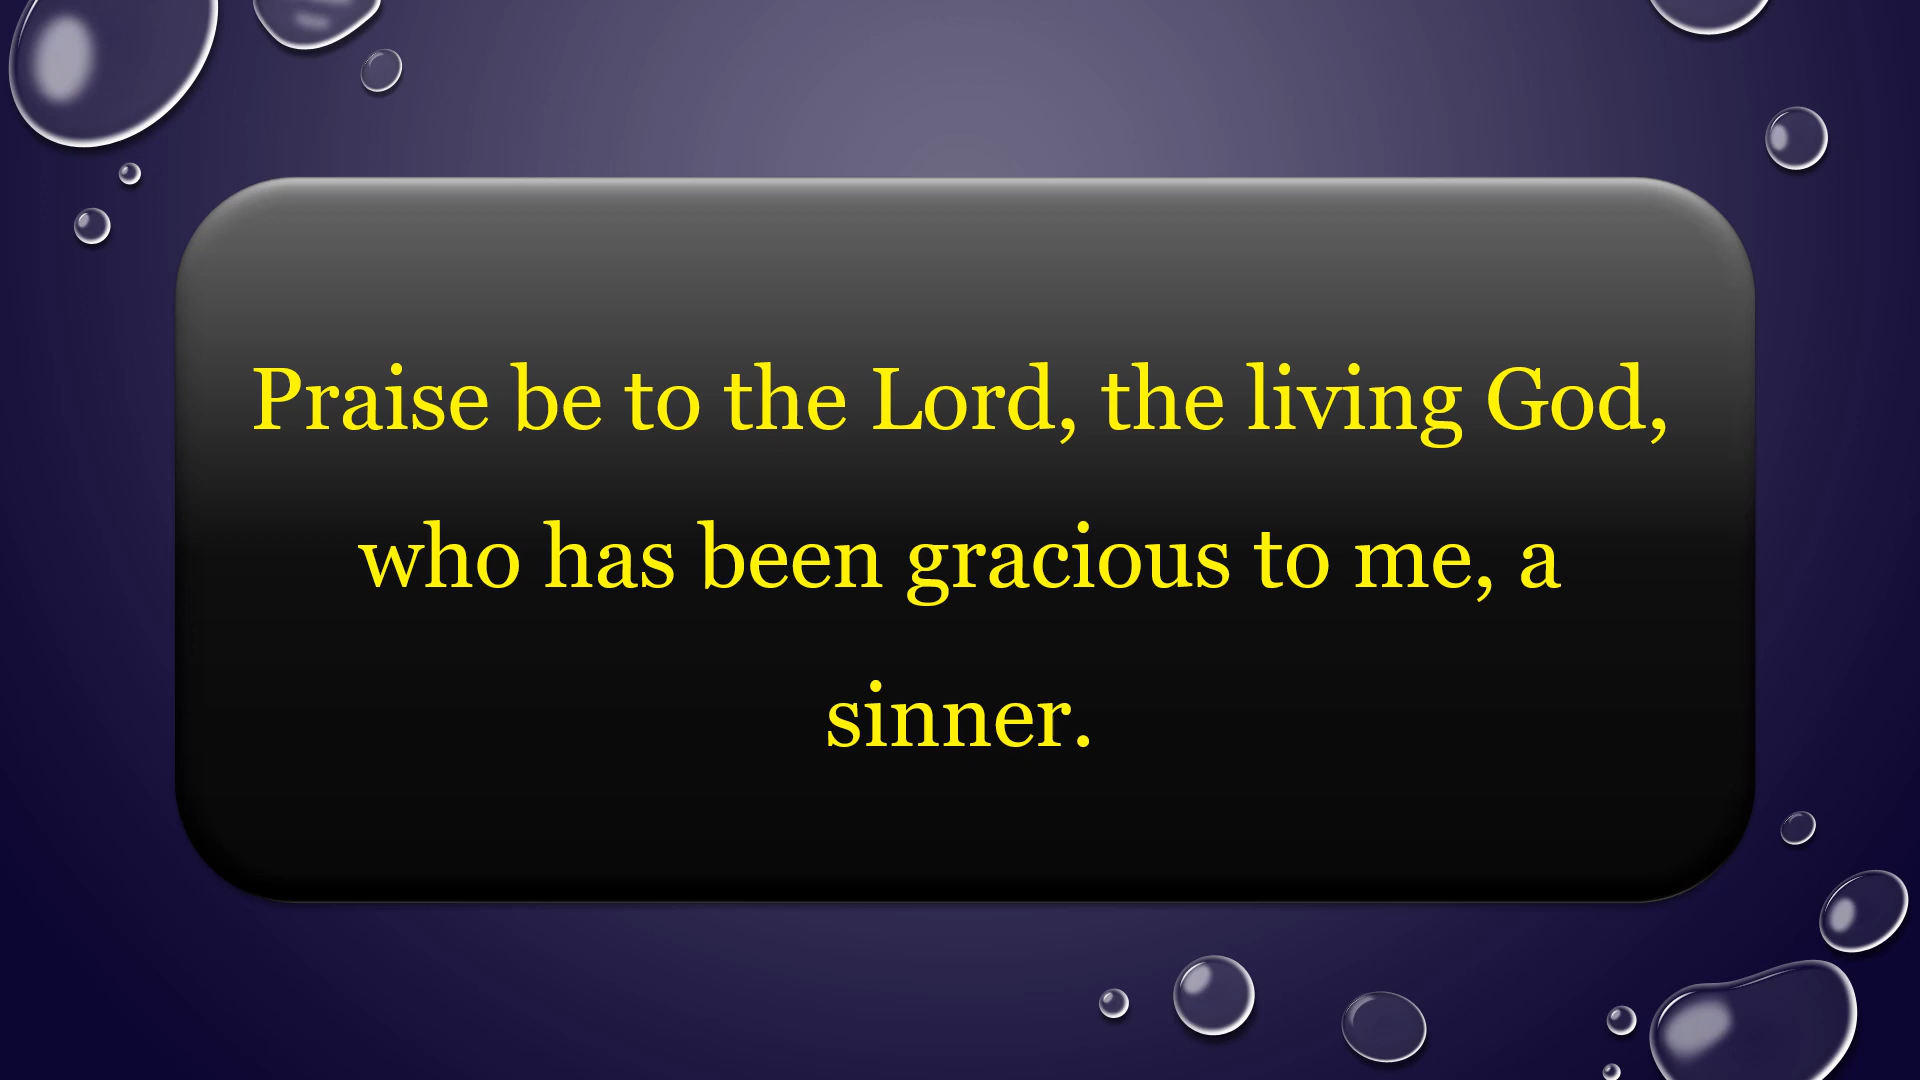 Praise be to the Lord, the living God,
who has been gracious to me, a
sinner.